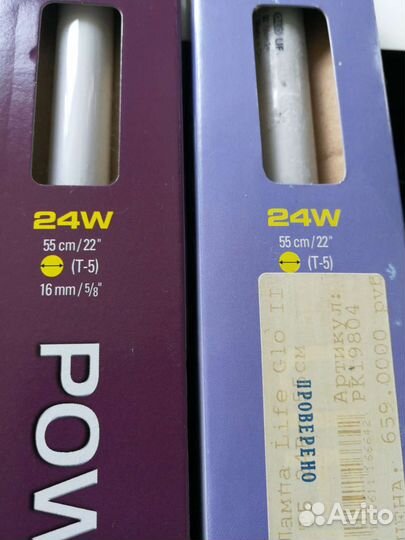 24W
55 cm/22"
(T-5)
16 mm/5/8"
POW
24W
55 cm/22"
(T-5)
Лампа Life Glo II
ПРОВЕРЕНО
Артикул:
РК19804
659.0000 руб
Avito